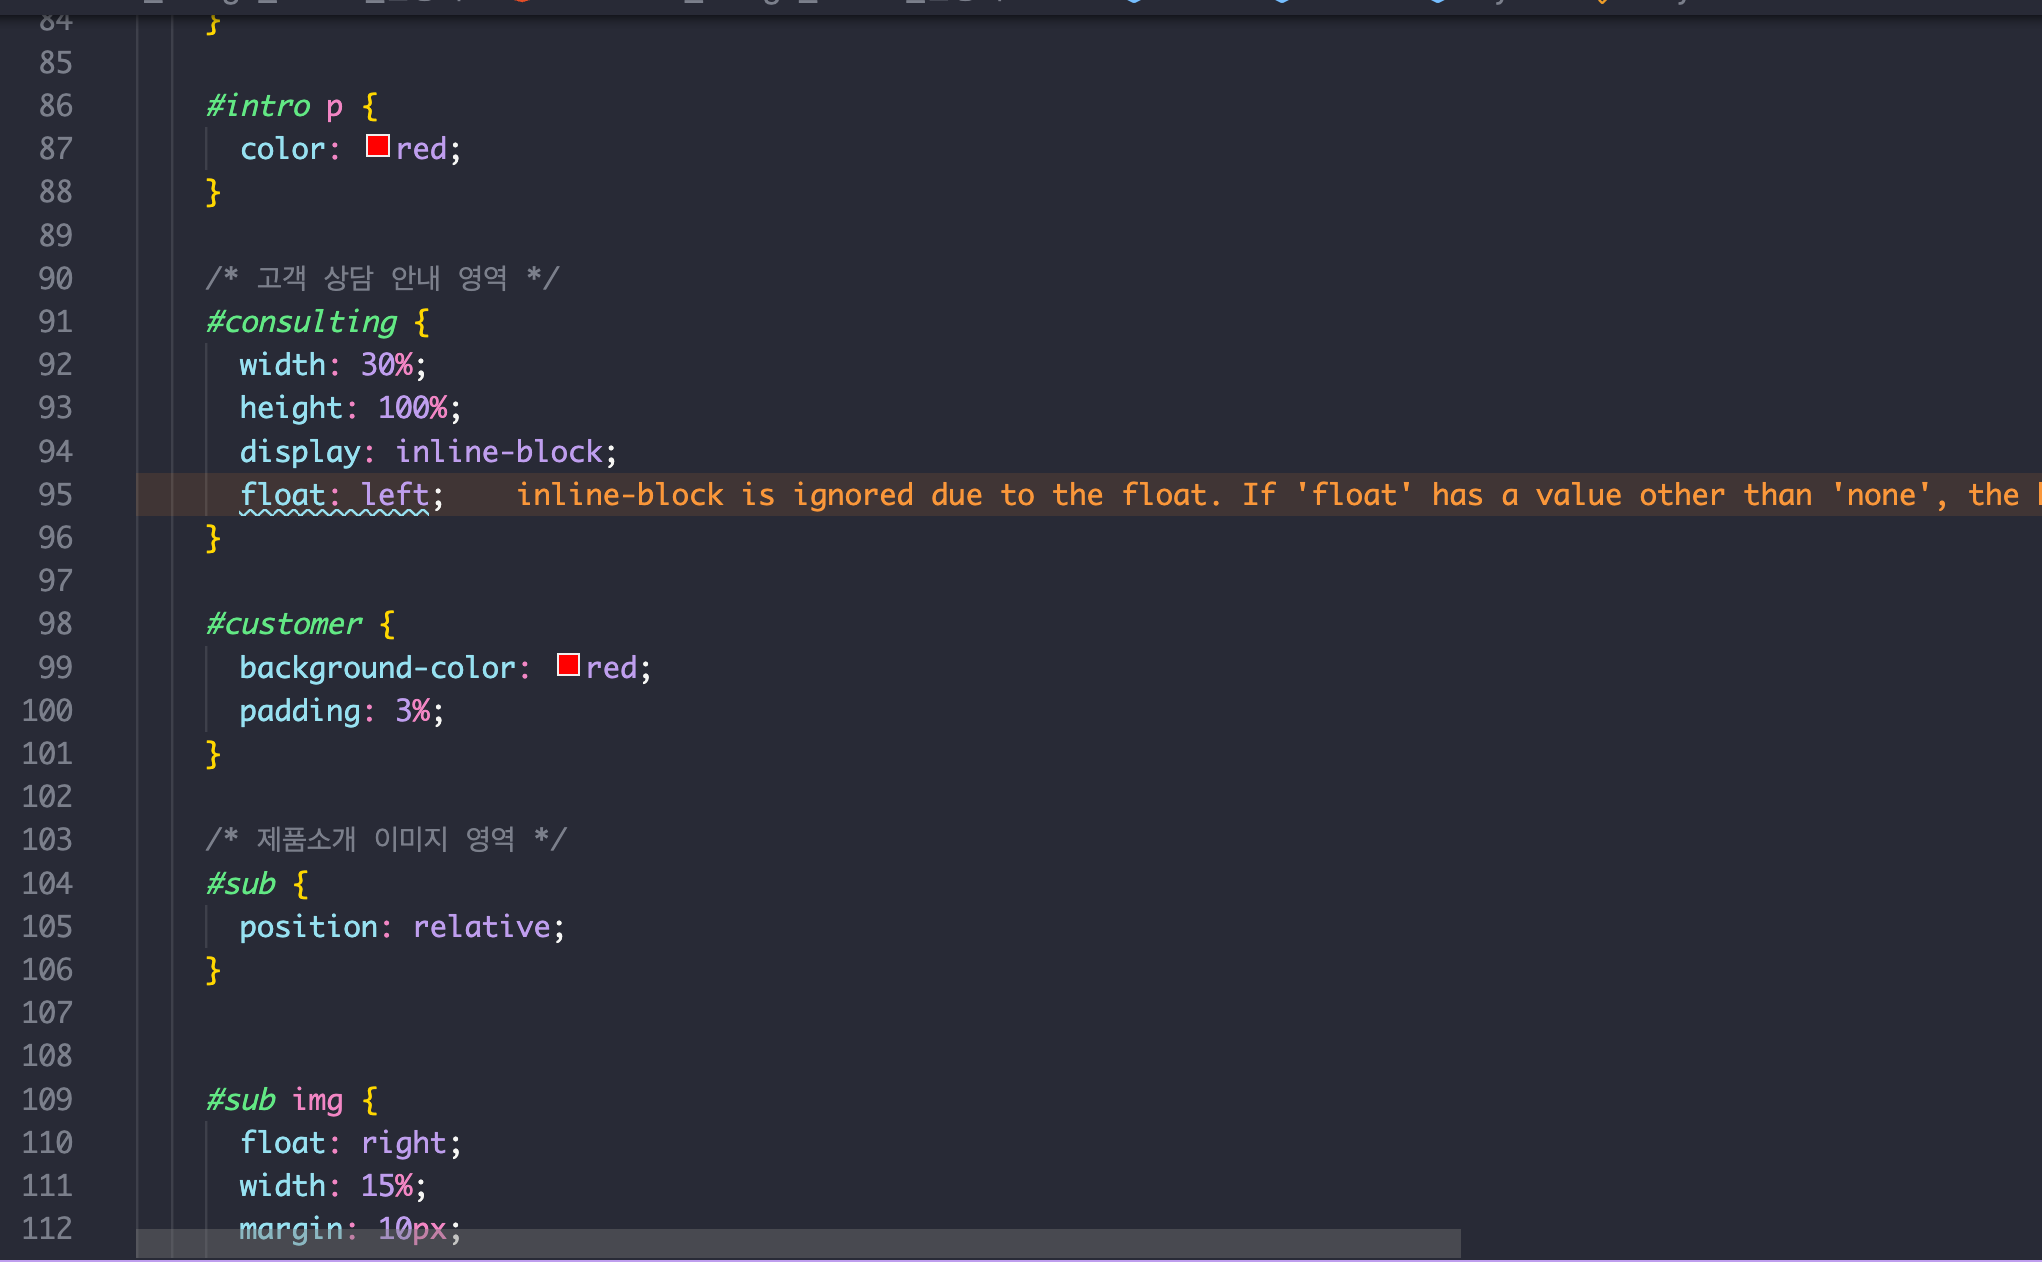 84 }
85
86 #intro p {
87 color: red;
88 }
89
90 /* 고객 상담 안내 영역 */
91 #consulting {
92 width: 30%;
93 height: 100%;
94 display: inline-block;
95 float: left; inline-block is ignored due to the float. If 'float' has a value other than 'none', the
96 }
97
98 #customer {
99 background-color: red;
100 padding: 3%;
101 }
102
103 /* 제품소개 이미지 영역 */
104 #sub {
105 position: relative;
106 }
107
108
109 #sub img {
110 float: right;
111 width: 15%;
112 margin: 10px;